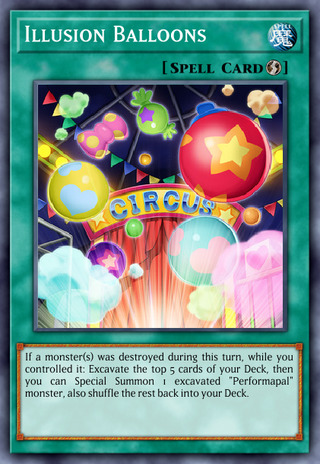 Illusion Balloons
魔
[Spell Card]
CIRCUS
If a monster(s) was destroyed during this turn, while you
controlled it: Excavate the top 5 cards of your Deck, then
you can Special Summon 1 excavated "Performapal"
monster, also shuffle the rest back into your Deck.